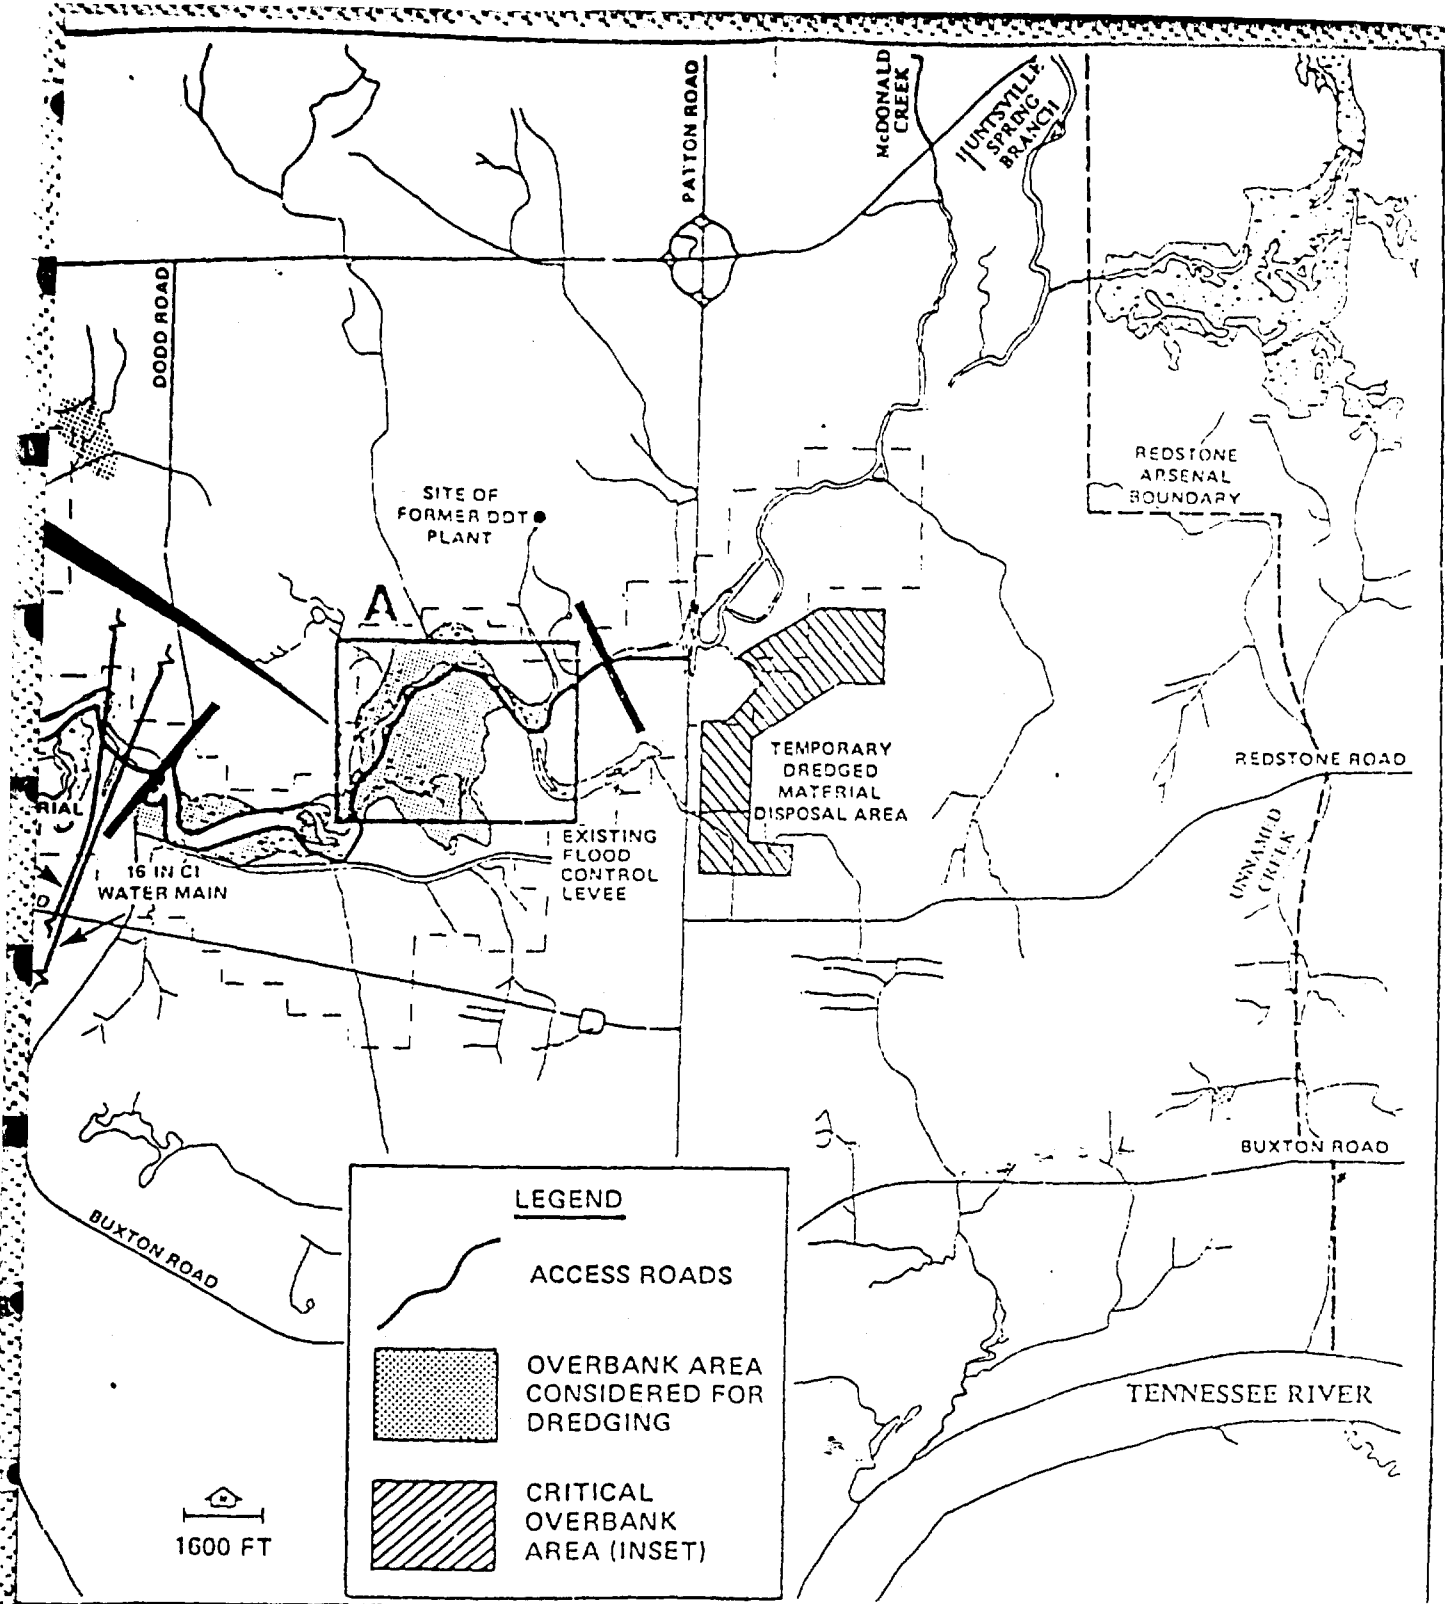 PATTON ROAD
McDONALD
CREEK
HUNTSVILLE
SPRING
BRANCH
DODD ROAD
REDSTONE
ARSENAL
BOUNDARY
SITE OF
FORMER DDT
PLANT
A
TEMPORARY
DREDGED
MATERIAL
DISPOSAL AREA
REDSTONE ROAD
RIAL
EXISTING
FLOOD
CONTROL
LEVEE
16 IN CI
WATER MAIN
UNNAMED
CREEK
BUXTON ROAD
BUXTON ROAD
LEGEND
ACCESS ROADS
OVERBANK AREA
CONSIDERED FOR
DREDGING
CRITICAL
OVERBANK
AREA (INSET)
TENNESSEE RIVER
1600 FT